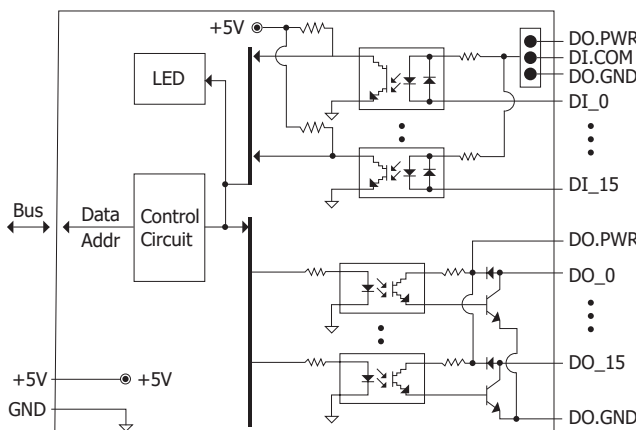 +5V
DO.PWR
DI.COM
DO.GND
LED
DI_0
DI_15
Bus
Data
Addr
Control
Circuit
DO.PWR
DO_0
DO_15
+5V
+5V
GND
DO.GND